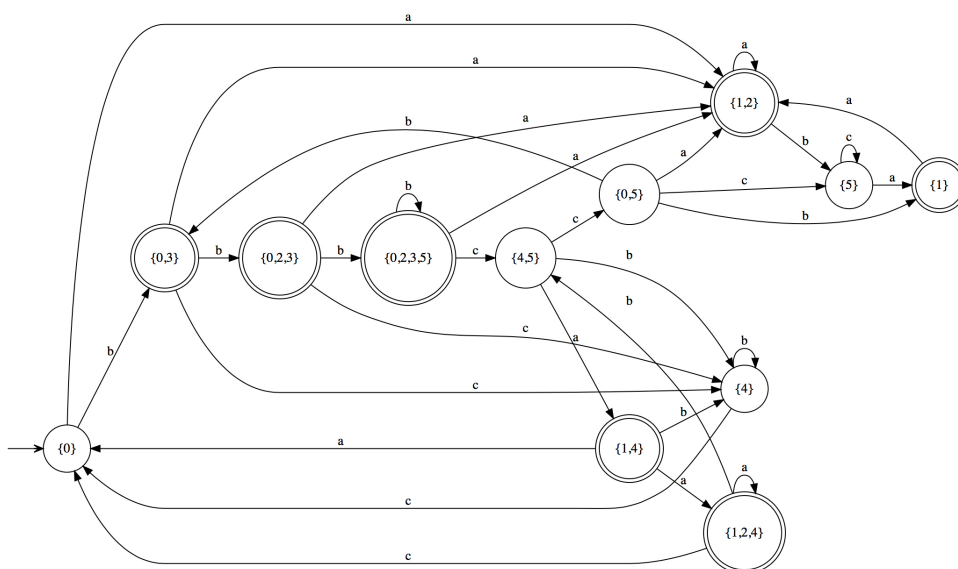 a
a
a
{1,2}
b
a
a
b
c
{5}
a
{1}
a
a
c
{0,5}
b
b
c
{0,3}
b
{0,2,3}
b
{0,2,3,5}
c
{4,5}
b
b
c
a
b
b
{4}
c
b
{0}
a
{1,4}
a
a
c
{1,2,4}
c